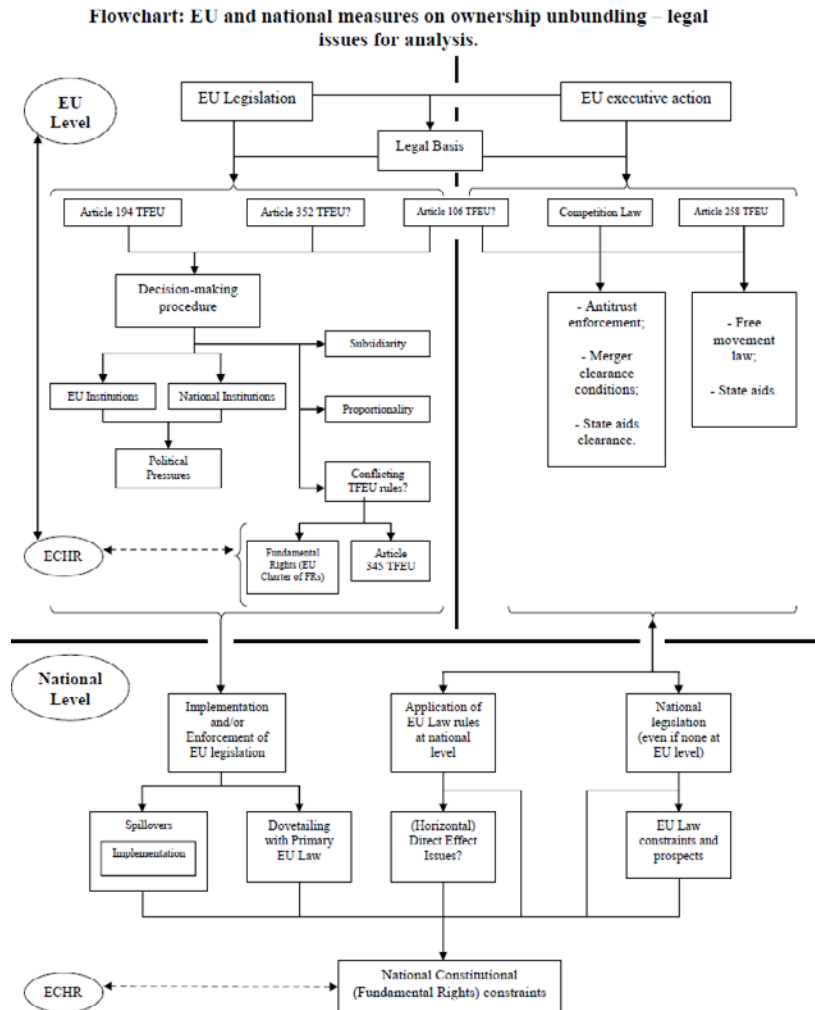 Flowchart: EU and national measures on ownership unbundling – legal
issues for analysis.
EU
Level
EU Legislation
EU executive action
Legal Basis
Article 194 TFEU
Article 352 TFEU?
Article 106 TFEU?
Competition Law
Article 258 TFEU
Decision-making
procedure
- Antitrust
enforcement;
- Merger
clearance
conditions;
- State aids
clearance.
- Free
movement
law;
- State aids.
Subsidiarity
EU Institutions
National Institutions
Proportionality
Political
Pressures
Conflicting
TFEU rules?
ECHR
Fundamental
Rights (EU
Charter of FRs)
Article
345 TFEU
National
Level
Implementation
and/or
Enforcement of
EU legislation
Application of
EU Law rules
at national
level
National
legislation
(even if none at
EU level)
Spillovers
Implementation
Dovetailing
with Primary
EU Law
(Horizontal)
Direct Effect
Issues?
EU Law
constraints and
prospects
ECHR
National Constitutional
(Fundamental Rights) constraints